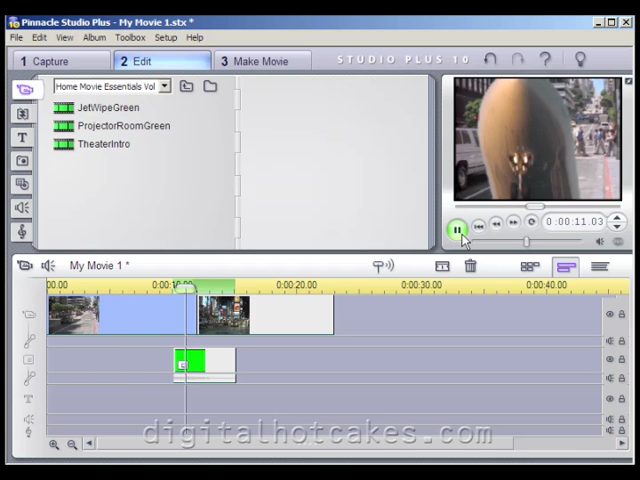 Pinnacle Studio Plus - My Movie 1.stx *
File Edit View Album Toolbox Setup Help
1 Capture 2 Edit 3 Make Movie STUDIO PLUS 10
Home Movie Essentials Vol
JetWipeGreen
ProjectorRoomGreen
TheaterIntro
0:00:11.03
My Movie 1 *
00.00 0:00:10.00 0:00:20.00 0:00:30.00 0:00:40.00
digitalhotcakes.com